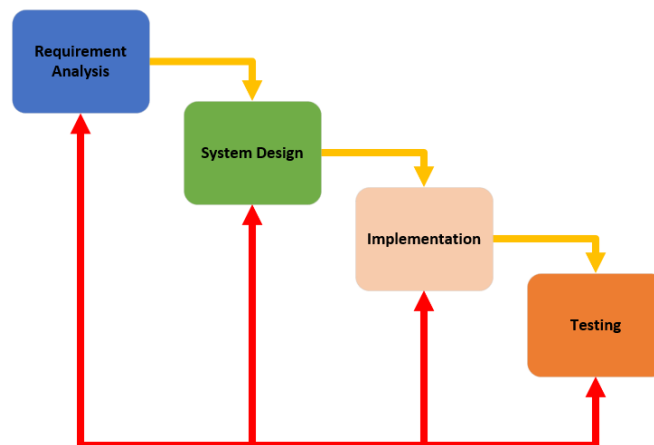 Requirement
Analysis
System Design
Implementation
Testing